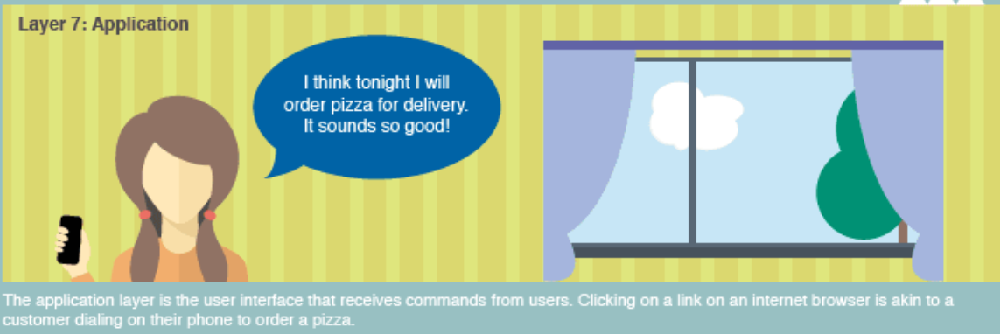 Layer 7: Application
I think tonight I will
order pizza for delivery.
It sounds so good!
The application layer is the user interface that receives commands from users. Clicking on a link on an internet browser is akin to a
customer dialing on their phone to order a pizza.